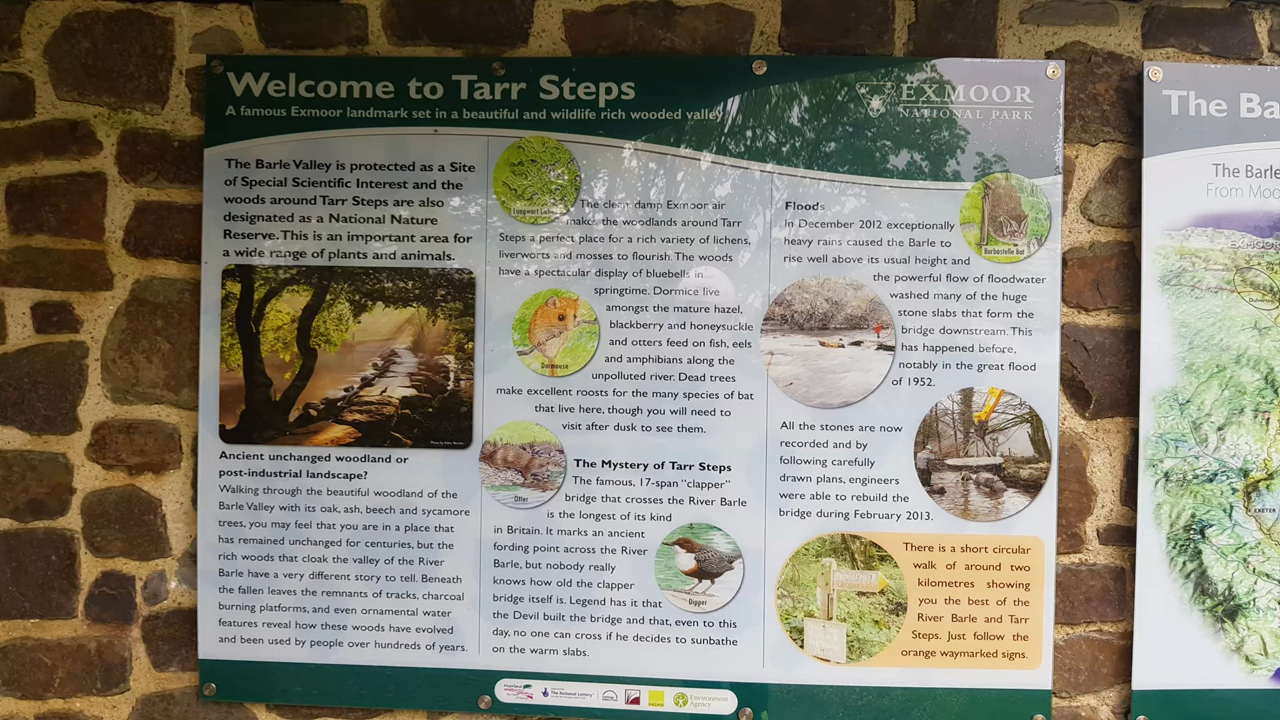 Welcome to Tarr Steps
A famous Exmoor landmark set in a beautiful and wildlife rich wooded valley
EXMOOR
NATIONAL PARK
The Barle Valley is protected as a Site
of Special Scientific Interest and the
woods around Tarr Steps are also
designated as a National Nature
Reserve. This is an important area for
a wide range of plants and animals.
Ancient unchanged woodland or
post-industrial landscape?
Walking through the beautiful woodland of the
Barle Valley with its oak, ash, beech and sycamore
trees, you may feel that you are in a place that
has remained unchanged for centuries, but the
rich woods that cloak the valley of the River
Barle have a very different story to tell. Beneath
the fallen leaves the remnants of tracks, charcoal
burning platforms, and even ornamental water
features reveal how these woods have evolved
and been used by people over hundreds of years.
Lungwort
The clean damp Exmoor air
makes the woodlands around Tarr
Steps a perfect place for a rich variety of lichens,
liverworts and mosses to flourish. The woods
have a spectacular display of bluebells in
springtime. Dormice live
amongst the mature hazel,
blackberry and honeysuckle
and otters feed on fish, eels
and amphibians along the
unpolluted river. Dead trees
make excellent roosts for the many species of bat
that live here, though you will need to
visit after dusk to see them.
Dormouse
Otter
The Mystery of Tarr Steps
The famous, 17-span "clapper"
bridge that crosses the River Barle
is the longest of its kind
in Britain. It marks an ancient
fording point across the River
Barle, but nobody really
knows how old the clapper
bridge itself is. Legend has it that
the Devil built the bridge and that, even to this
day, no one can cross if he decides to sunbathe
on the warm slabs.
Dipper
Floods
In December 2012 exceptionally
heavy rains caused the Barle to
rise well above its usual height and
the powerful flow of floodwater
washed many of the huge
stone slabs that form the
bridge downstream. This
has happened before,
notably in the great flood
of 1952.
Barbastelle Bat
All the stones are now
recorded and by
following carefully
drawn plans, engineers
were able to rebuild the
bridge during February 2013.
There is a short circular
walk of around two
kilometres showing
you the best of the
River Barle and Tarr
Steps. Just follow the
orange waymarked signs.
The National Lottery
Environment
Agency
The Ba
The Barle
From Moo
EXMOOR
Dulverton
EXETER